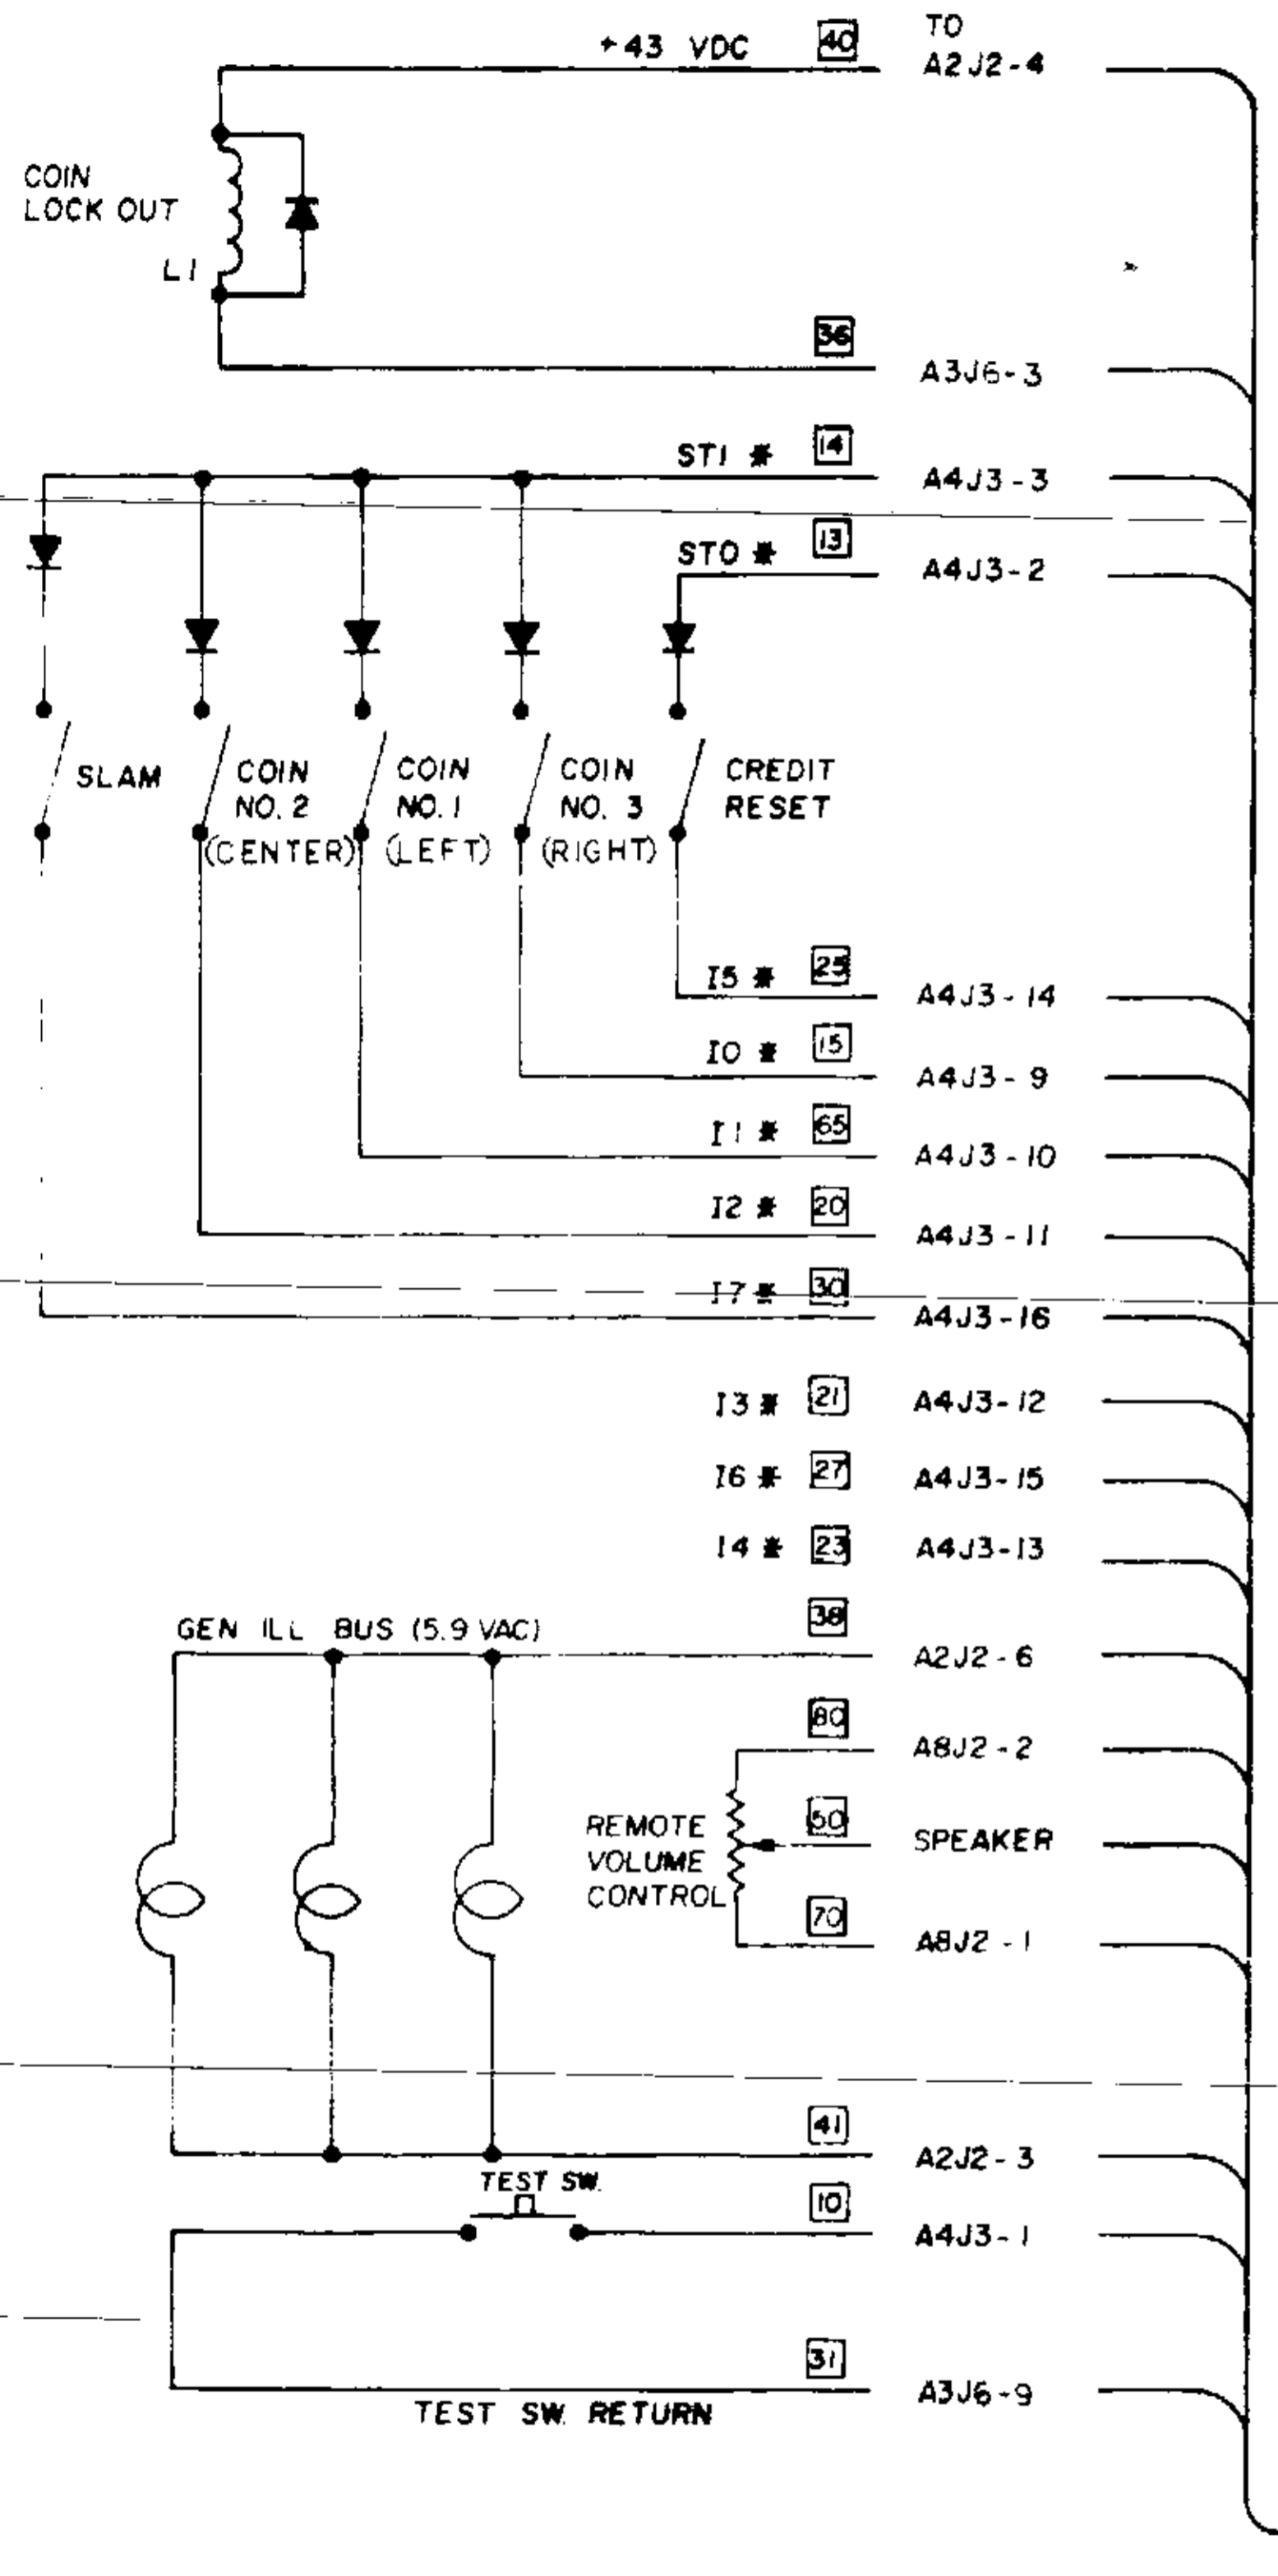 TO
+43 VDC 40 A2J2-4
COIN
LOCK OUT
L1
36 A3J6-3
ST1 * 14 A4J3-3
ST0 * 13 A4J3-2
SLAM
COIN
NO. 2
(CENTER)
COIN
NO. 1
(LEFT)
COIN
NO. 3
(RIGHT)
CREDIT
RESET
I5 * 25 A4J3-14
I0 * 15 A4J3-9
I1 * 65 A4J3-10
I2 * 20 A4J3-11
I7 * 30 A4J3-16
I3 * 21 A4J3-12
I6 * 27 A4J3-15
I4 * 23 A4J3-13
GEN ILL BUS (5.9 VAC) 38 A2J2-6
80 A8J2-2
REMOTE
VOLUME
CONTROL
50 SPEAKER
70 A8J2-1
41 A2J2-3
TEST SW.
10 A4J3-1
31 A3J6-9
TEST SW. RETURN